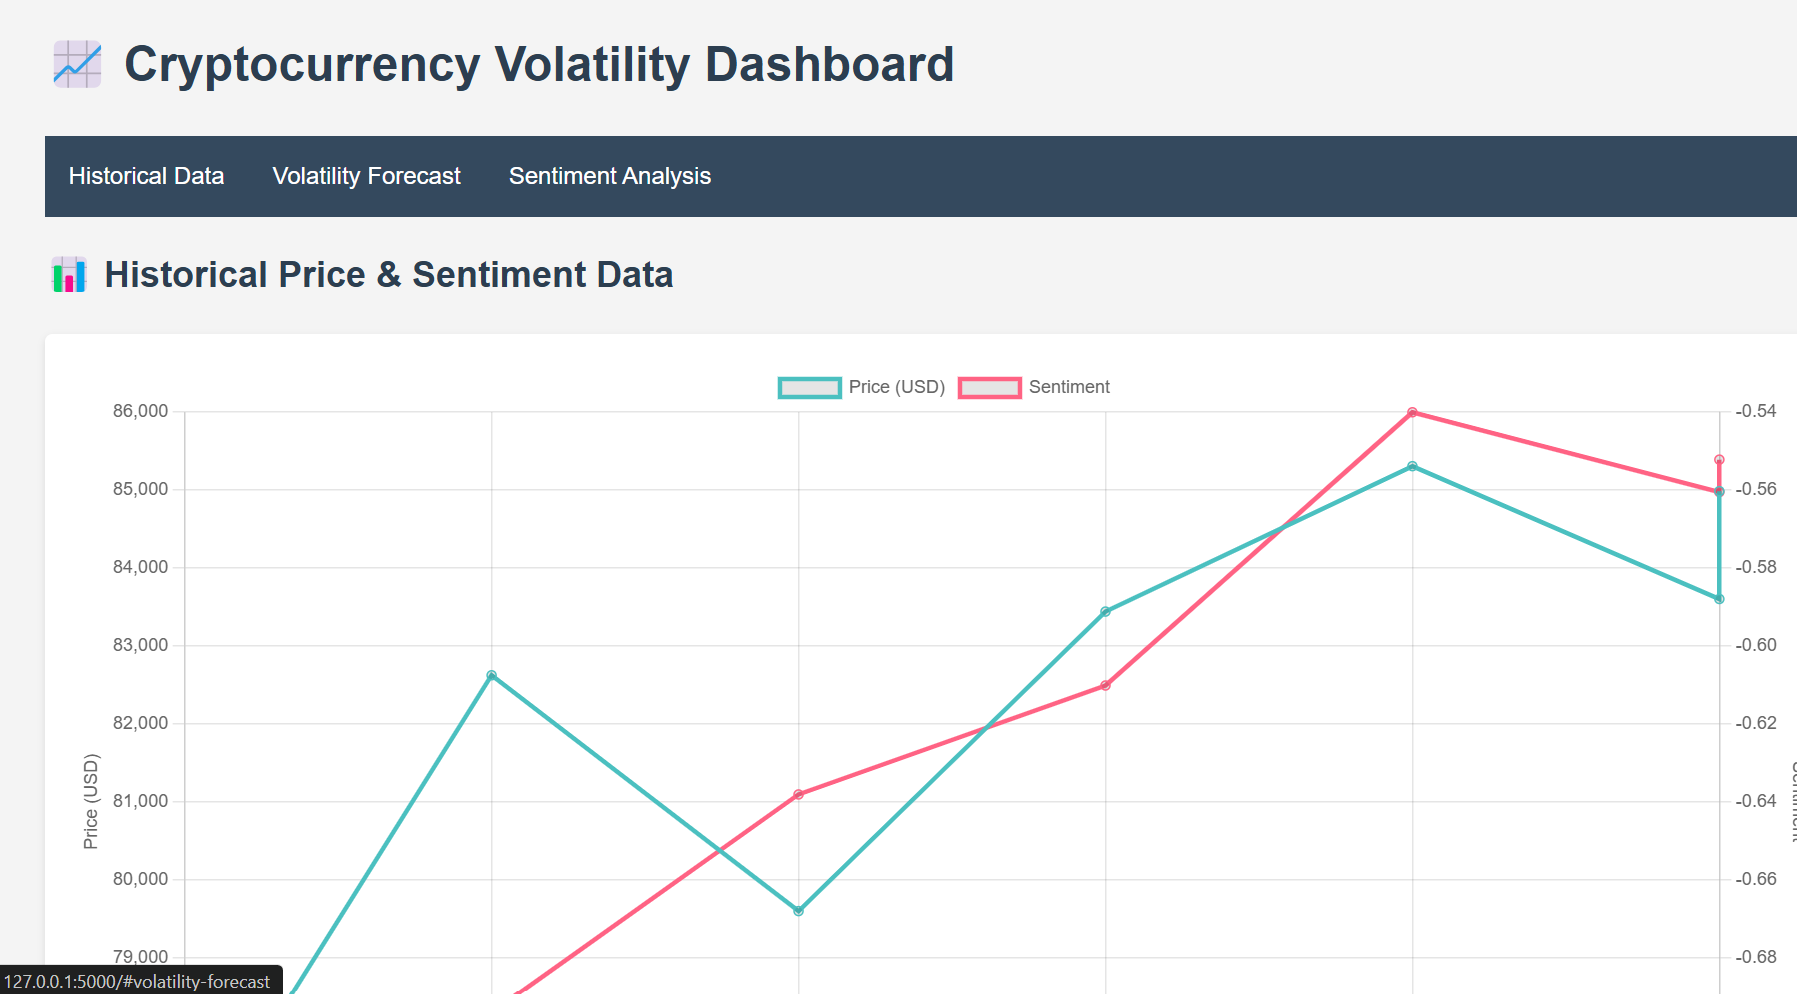 Cryptocurrency Volatility Dashboard
Historical Data Volatility Forecast Sentiment Analysis
Historical Price & Sentiment Data
Price (USD) Sentiment
86,000
85,000
84,000
83,000
82,000
81,000
80,000
79,000
Price (USD)
-0.54
-0.56
-0.58
-0.60
-0.62
-0.64
-0.66
-0.68
127.0.0.1:5000/#volatility-forecast